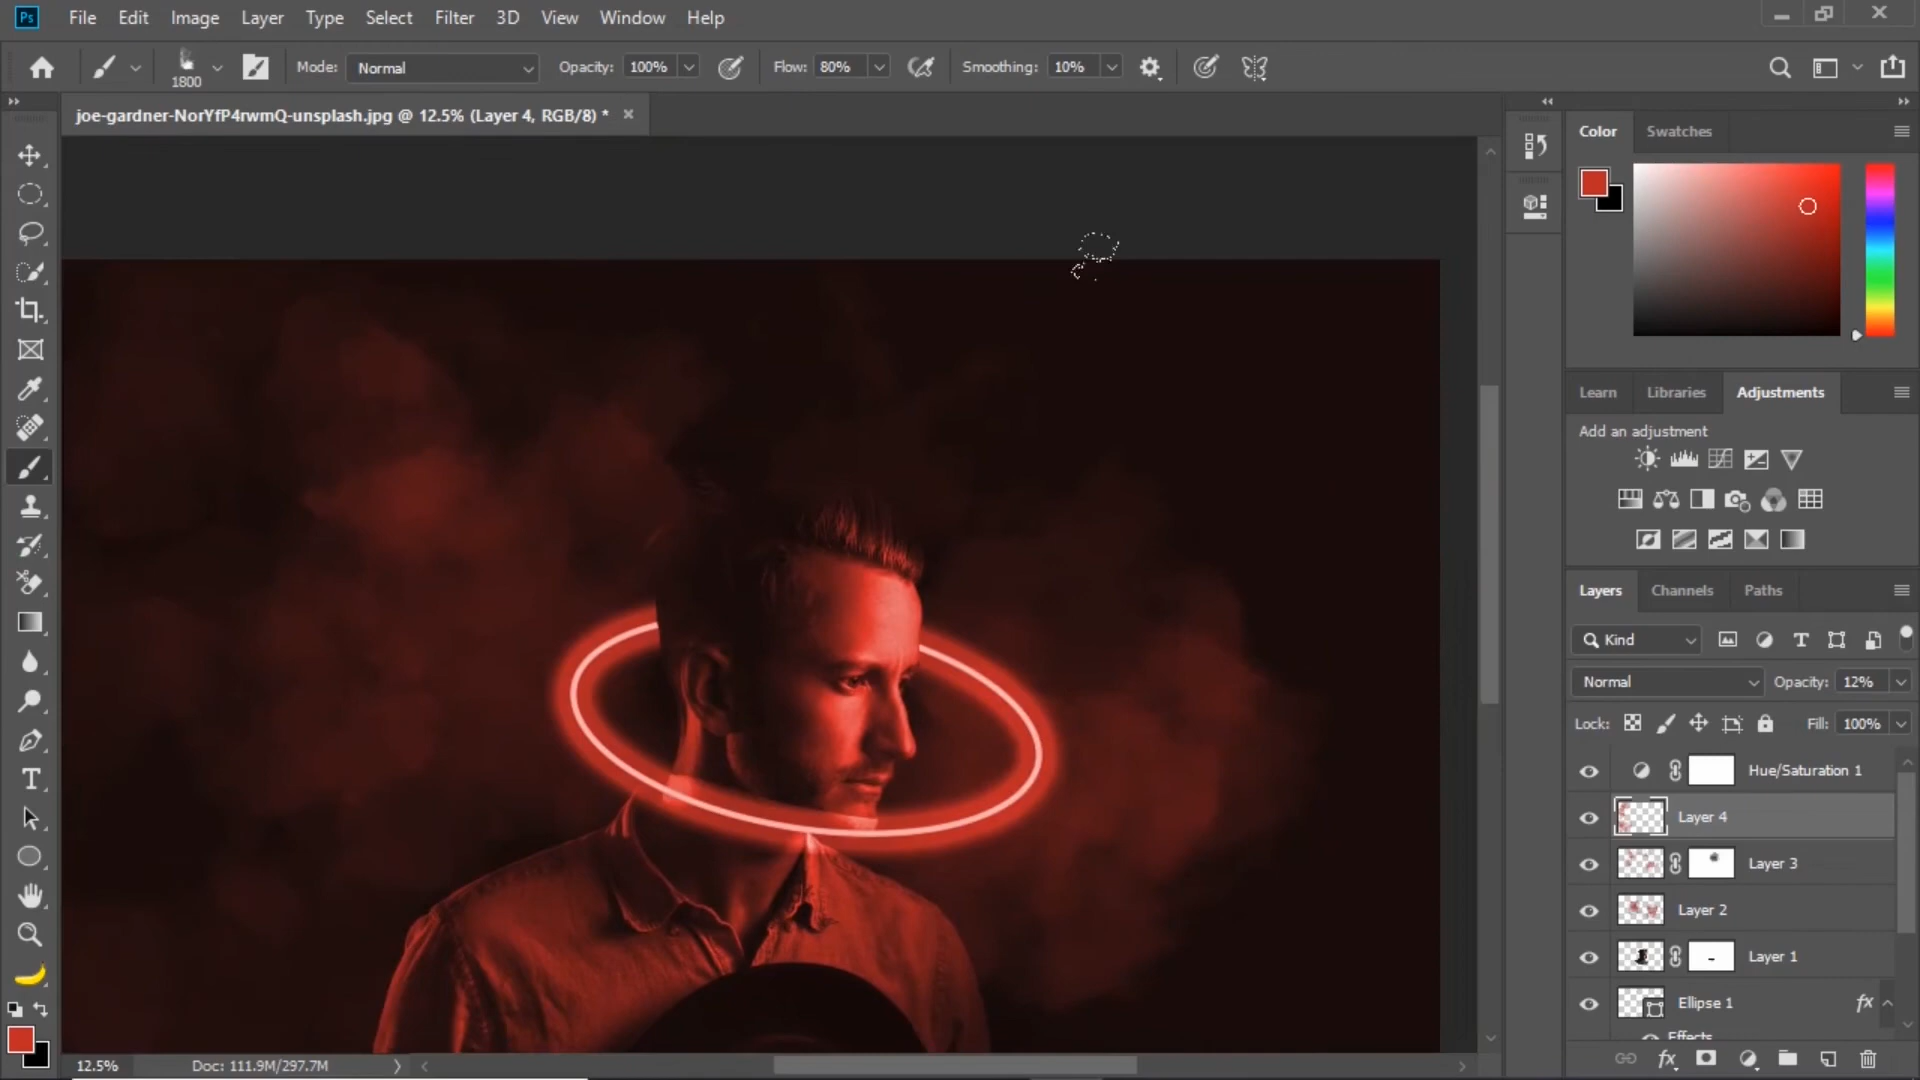 Ps File Edit Image Layer Type Select Filter 3D View Window Help
1800 Mode: Normal Opacity: 100% Flow: 80% Smoothing: 10%
joe-gardner-NorYfP4rwmQ-unsplash.jpg @ 12.5% (Layer 4, RGB/8) *
Color Swatches
Learn Libraries Adjustments
Add an adjustment
Layers Channels Paths
Kind
Normal Opacity: 12%
Lock: Fill: 100%
Hue/Saturation 1
Layer 4
Layer 3
Layer 2
Layer 1
Ellipse 1 fx
Effects
12.5% Doc: 111.9M/297.7M
fx